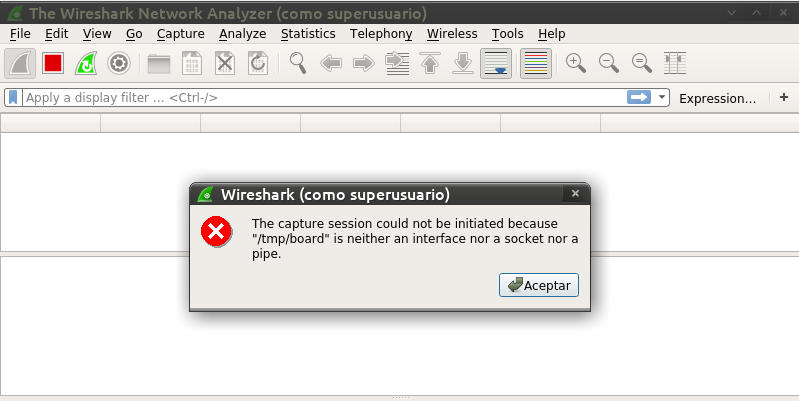 The Wireshark Network Analyzer (como superusuario)
File Edit View Go Capture Analyze Statistics Telephony Wireless Tools Help
Apply a display filter ... <Ctrl-/> Expression... +
Wireshark (como superusuario)
The capture session could not be initiated because
"/tmp/board" is neither an interface nor a socket nor a
pipe.
Aceptar